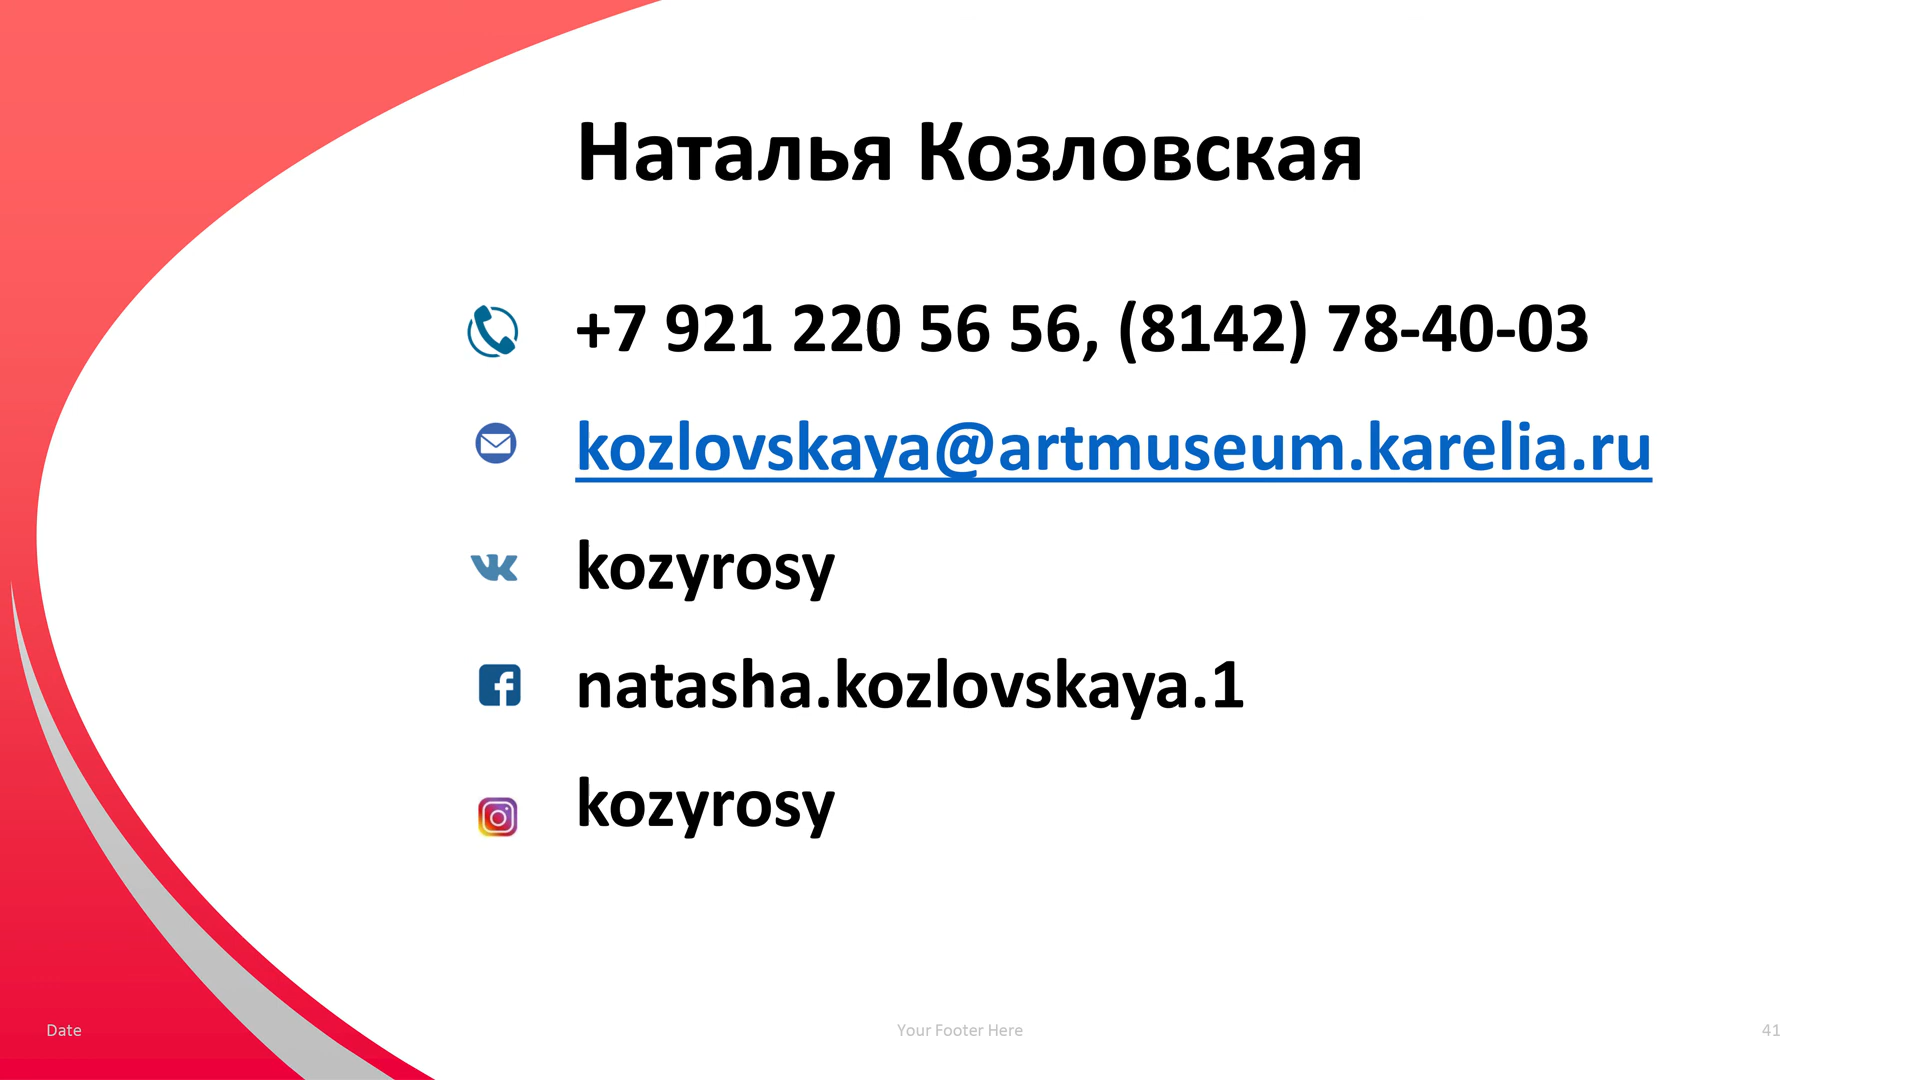 Наталья Козловская
+7 921 220 56 56, (8142) 78-40-03
kozlovskaya@artmuseum.karelia.ru
kozyrosy
natasha.kozlovskaya.1
kozyrosy
Date
Your Footer Here
41